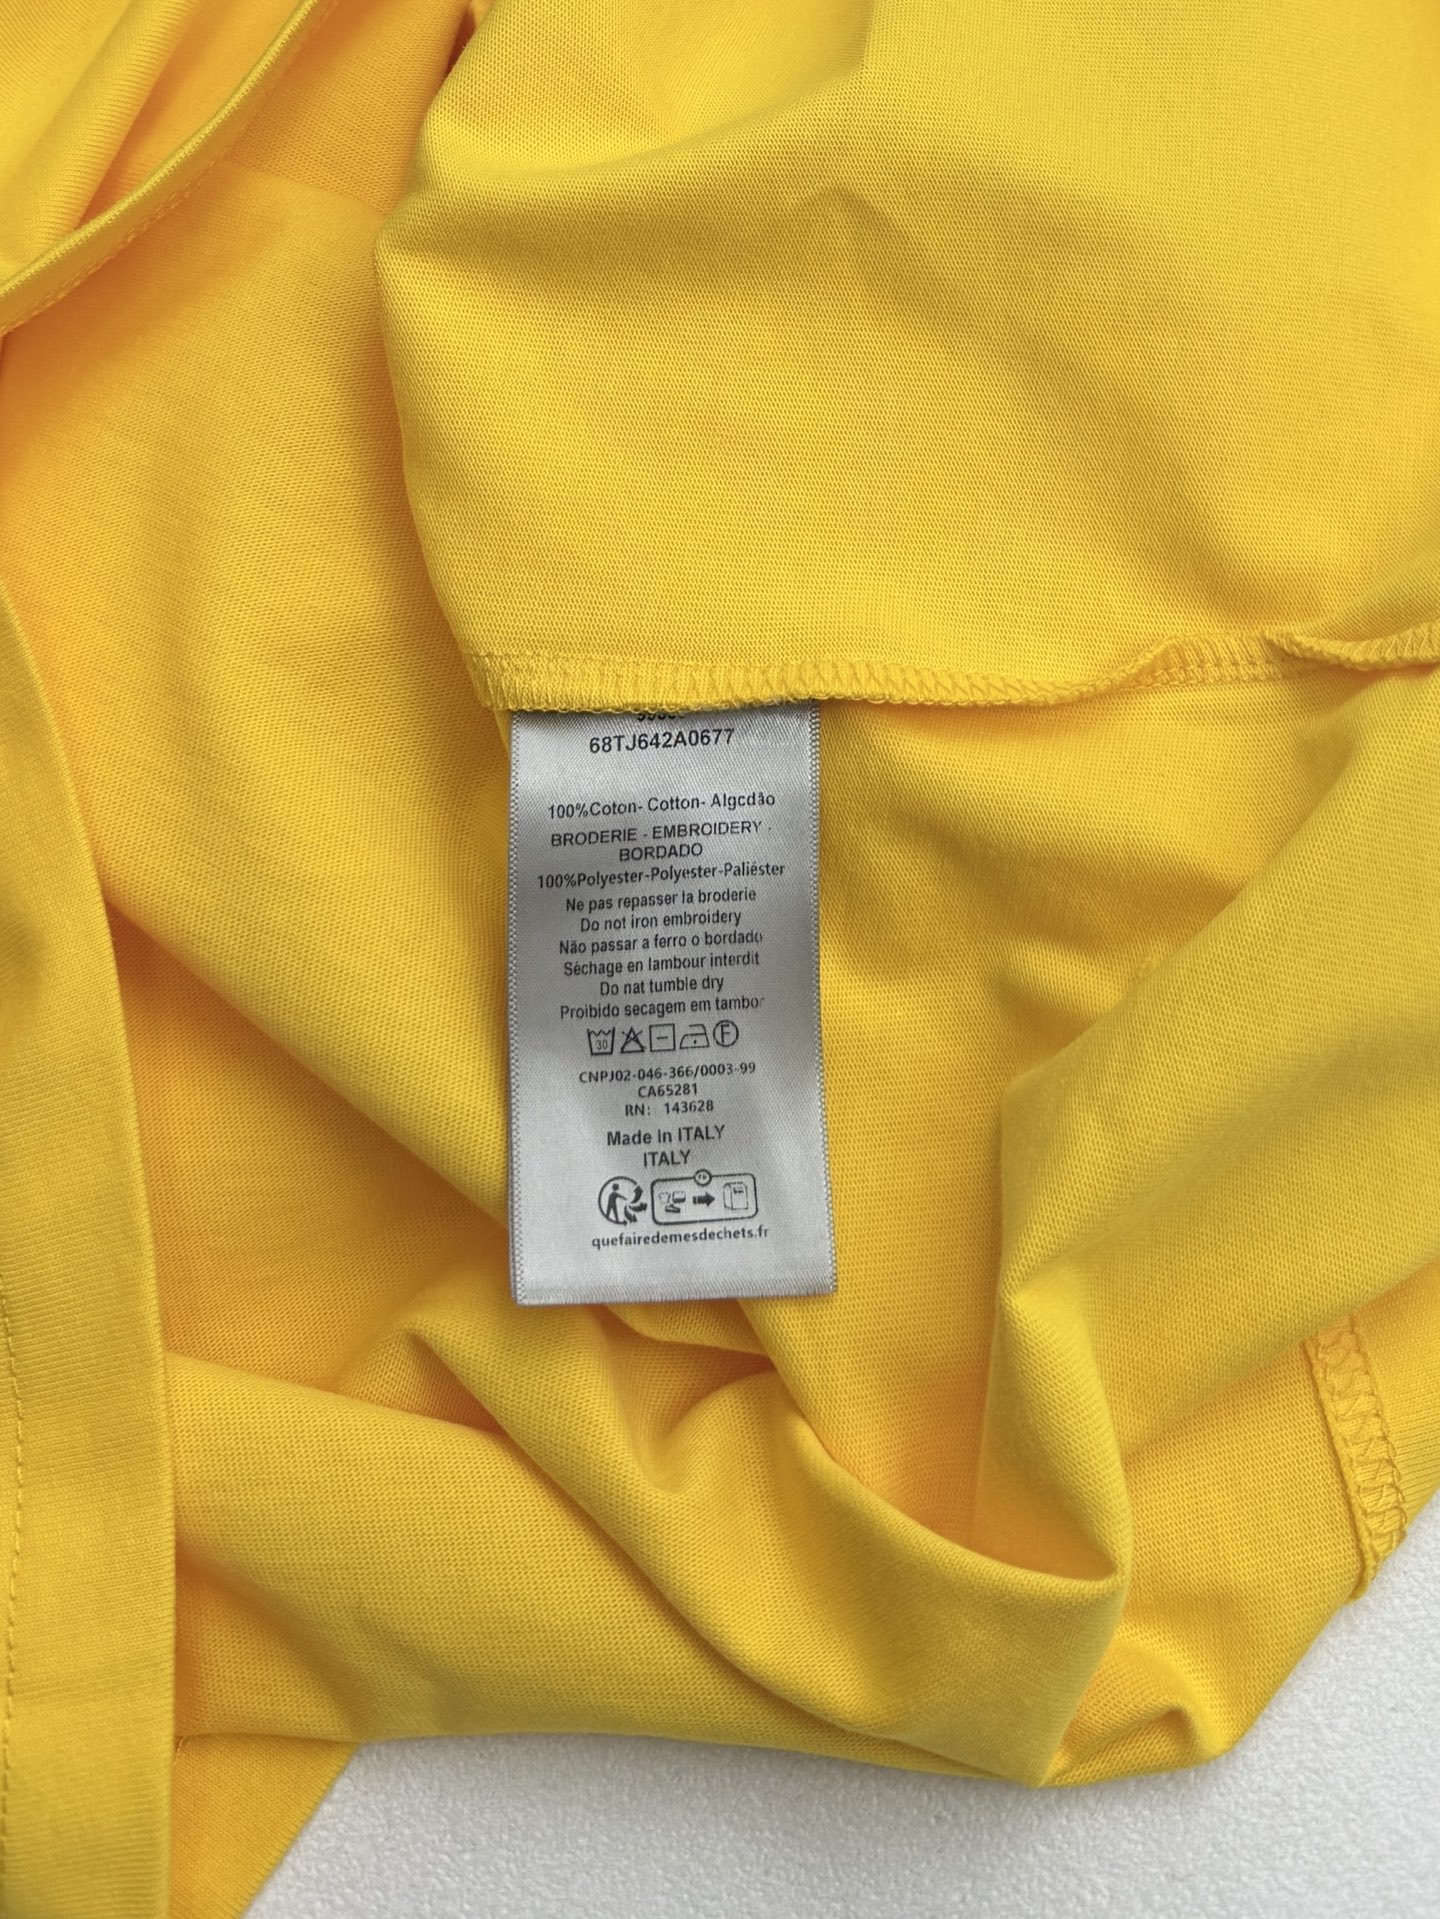 68TJ642A0677
100%Coton- Cotton- Algcdão
BRODERIE - EMBROIDERY -
BORDADO
100%Polyester-Polyester-Paliéster
Ne pas repasser la broderie
Do not iron embroidery
Não passar a ferro o bordado
Séchage en lambour interdit
Do nat tumble dry
Proibido secagem em tambor
30 F
CNPJ02-046-366/0003-99
CA65281
RN: 143628
Made In ITALY
ITALY
quefairedemesdechets.fr